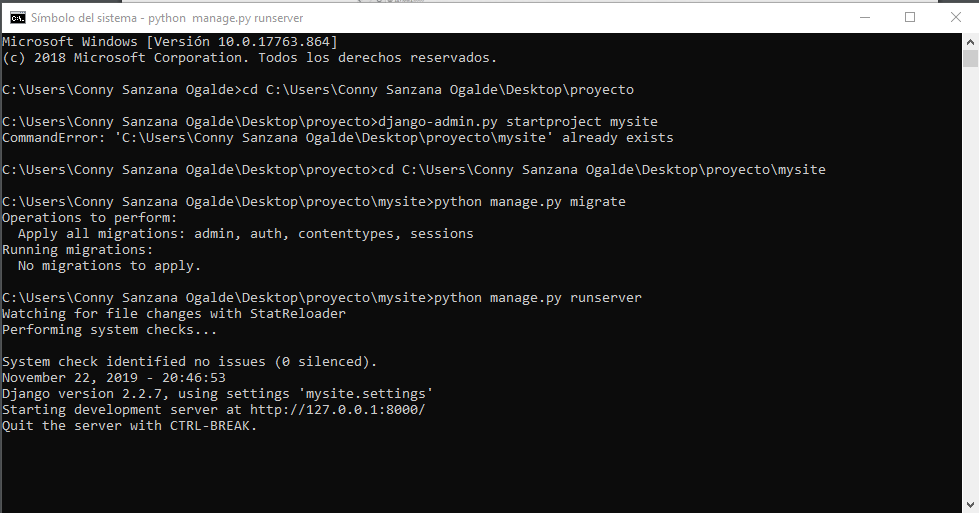 Símbolo del sistema - python  manage.py runserver
Microsoft Windows [Versión 10.0.17763.864]
(c) 2018 Microsoft Corporation. Todos los derechos reservados.
C:\Users\Conny Sanzana Ogalde>cd C:\Users\Conny Sanzana Ogalde\Desktop\proyecto
C:\Users\Conny Sanzana Ogalde\Desktop\proyecto>django-admin.py startproject mysite
CommandError: 'C:\Users\Conny Sanzana Ogalde\Desktop\proyecto\mysite' already exists
C:\Users\Conny Sanzana Ogalde\Desktop\proyecto>cd C:\Users\Conny Sanzana Ogalde\Desktop\proyecto\mysite
C:\Users\Conny Sanzana Ogalde\Desktop\proyecto\mysite>python manage.py migrate
Operations to perform:
  Apply all migrations: admin, auth, contenttypes, sessions
Running migrations:
  No migrations to apply.
C:\Users\Conny Sanzana Ogalde\Desktop\proyecto\mysite>python manage.py runserver
Watching for file changes with StatReloader
Performing system checks...
System check identified no issues (0 silenced).
November 22, 2019 - 20:46:53
Django version 2.2.7, using settings 'mysite.settings'
Starting development server at http://127.0.0.1:8000/
Quit the server with CTRL-BREAK.